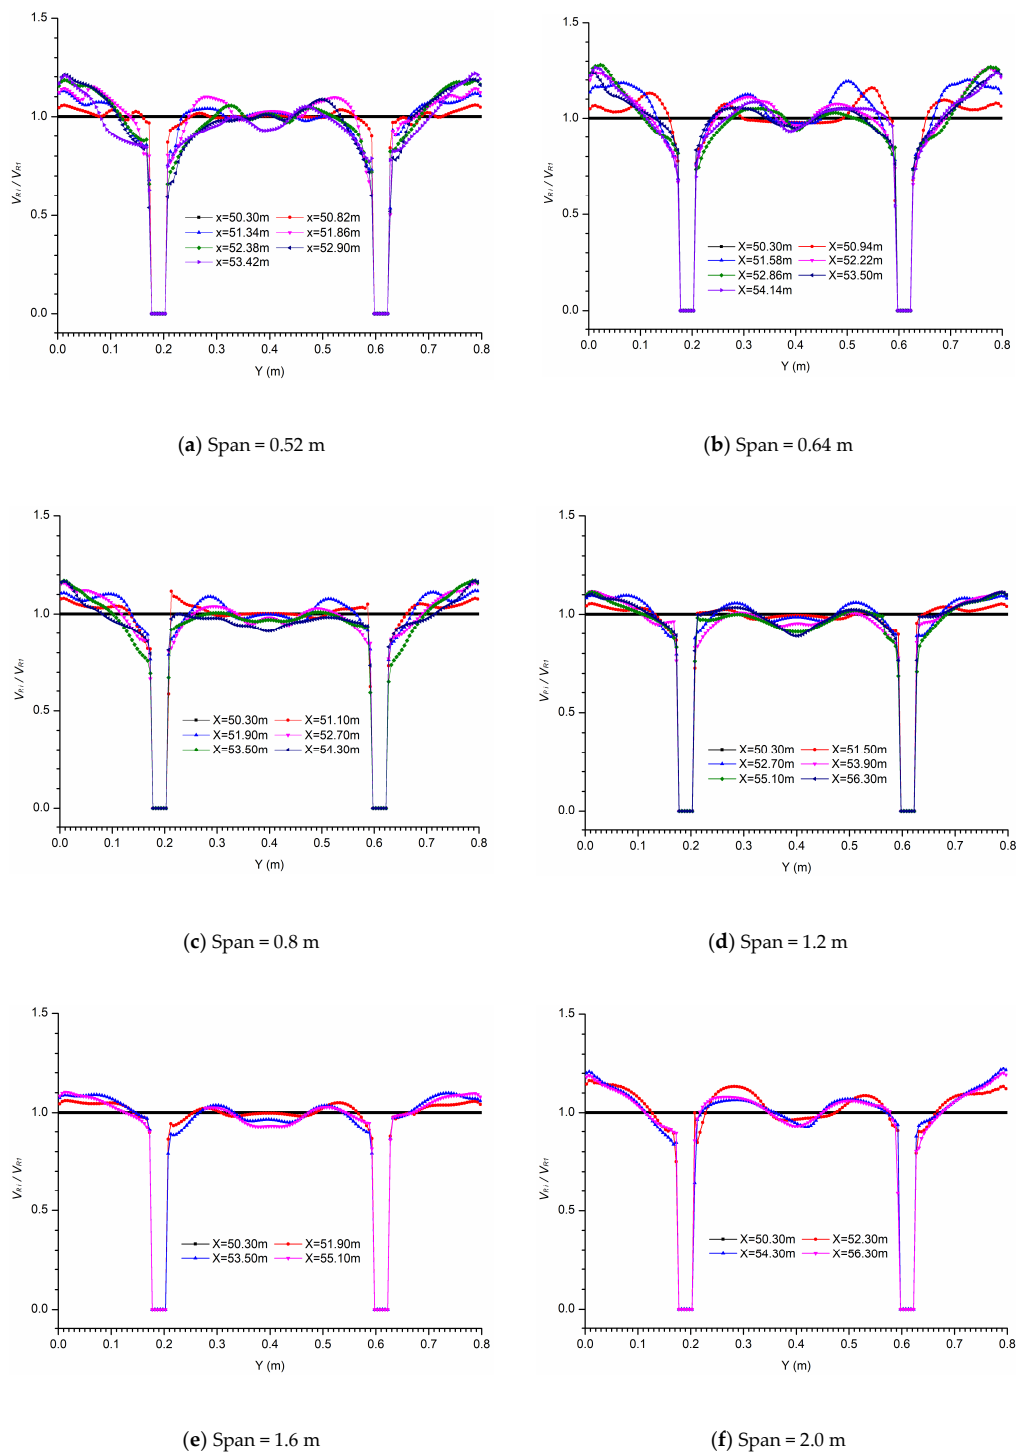 1.5
1.0
0.5
0.0
V_Ri / V_R1
x=50.30m x=50.82m
x=51.34m x=51.86m
x=52.38m x=52.90m
x=53.42m
0.0 0.1 0.2 0.3 0.4 0.5 0.6 0.7 0.8
Y (m)
(a) Span = 0.52 m
1.5
1.0
0.5
0.0
V_Ri / V_R1
X=50.30m X=50.94m
X=51.58m X=52.22m
X=52.86m X=53.50m
X=54.14m
0.0 0.1 0.2 0.3 0.4 0.5 0.6 0.7 0.8
Y (m)
(b) Span = 0.64 m
1.5
1.0
0.5
0.0
V_Ri / V_R1
X=50.30m X=51.10m
X=51.90m X=52.70m
X=53.50m X=54.30m
0.0 0.1 0.2 0.3 0.4 0.5 0.6 0.7 0.8
Y (m)
(c) Span = 0.8 m
1.5
1.0
0.5
0.0
X=50.30m X=51.50m
X=52.70m X=53.90m
X=55.10m X=56.30m
0.0 0.1 0.2 0.3 0.4 0.5 0.6 0.7 0.8
Y (m)
(d) Span = 1.2 m
1.5
1.0
0.5
0.0
V_Ri / V_R1
X=50.30m X=51.90m
X=53.50m X=55.10m
0.0 0.1 0.2 0.3 0.4 0.5 0.6 0.7 0.8
Y (m)
(e) Span = 1.6 m
1.5
1.0
0.5
0.0
V_Ri / V_R1
X=50.30m X=52.30m
X=54.30m X=56.30m
0.0 0.1 0.2 0.3 0.4 0.5 0.6 0.7 0.8
Y (m)
(f) Span = 2.0 m